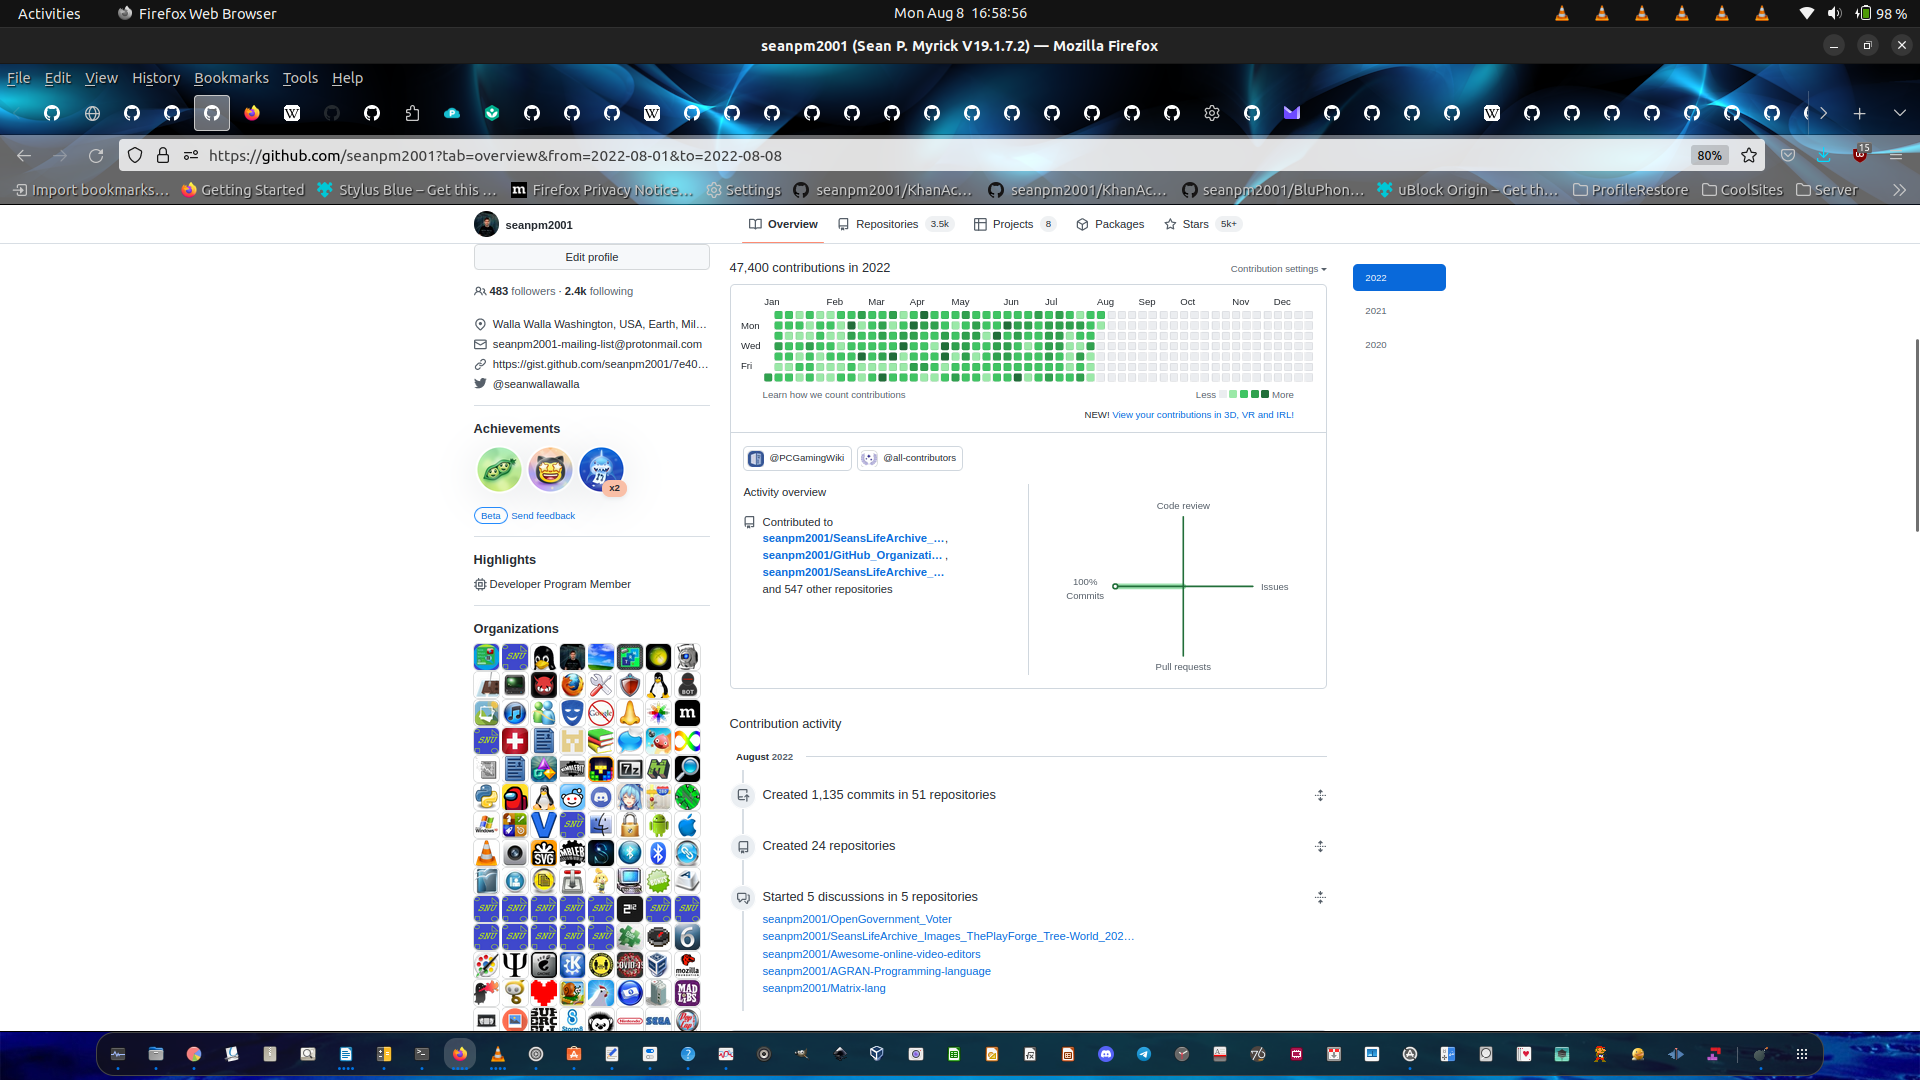 Activities
Firefox Web Browser
Mon Aug 8 16:58:56
98 %
seanpm2001 (Sean P. Myrick V19.1.7.2) — Mozilla Firefox
File Edit View History Bookmarks Tools Help
https://github.com/seanpm2001?tab=overview&from=2022-08-01&to=2022-08-08
80%
15
Import bookmarks…
Getting Started
Stylus Blue – Get this …
Firefox Privacy Notice…
Settings
seanpm2001/KhanAc…
seanpm2001/KhanAc…
seanpm2001/BluPhon…
uBlock Origin – Get th…
ProfileRestore
CoolSites
Server
seanpm2001
Overview
Repositories 3.5k
Projects 8
Packages
Stars 5k+
Edit profile
483 followers · 2.4k following
Walla Walla Washington, USA, Earth, Mil…
seanpm2001-mailing-list@protonmail.com
https://gist.github.com/seanpm2001/7e40…
@seanwallawalla
Achievements
x2
Beta Send feedback
Highlights
Developer Program Member
Organizations
47,400 contributions in 2022
Contribution settings
2022
2021
2020
Jan Feb Mar Apr May Jun Jul Aug Sep Oct Nov Dec
Mon
Wed
Fri
Learn how we count contributions
Less More
NEW! View your contributions in 3D, VR and IRL!
@PCGamingWiki
@all-contributors
Activity overview
Contributed to
seanpm2001/SeansLifeArchive_…,
seanpm2001/GitHub_Organizati… ,
seanpm2001/SeansLifeArchive_…
and 547 other repositories
Code review
100%
Commits
Issues
Pull requests
Contribution activity
August 2022
Created 1,135 commits in 51 repositories
Created 24 repositories
Started 5 discussions in 5 repositories
seanpm2001/OpenGovernment_Voter
seanpm2001/SeansLifeArchive_Images_ThePlayForge_Tree-World_202…
seanpm2001/Awesome-online-video-editors
seanpm2001/AGRAN-Programming-language
seanpm2001/Matrix-lang